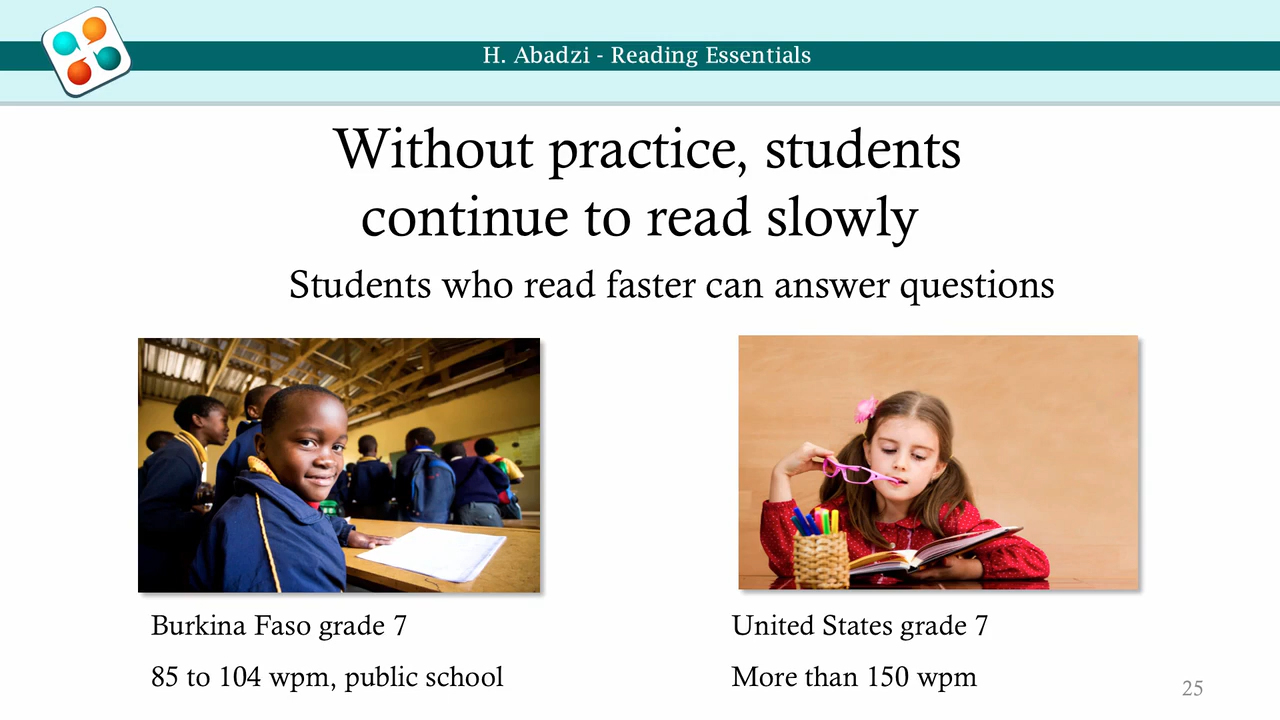 H. Abadzi - Reading Essentials
Without practice, students
continue to read slowly
Students who read faster can answer questions
Burkina Faso grade 7
85 to 104 wpm, public school
United States grade 7
More than 150 wpm
25